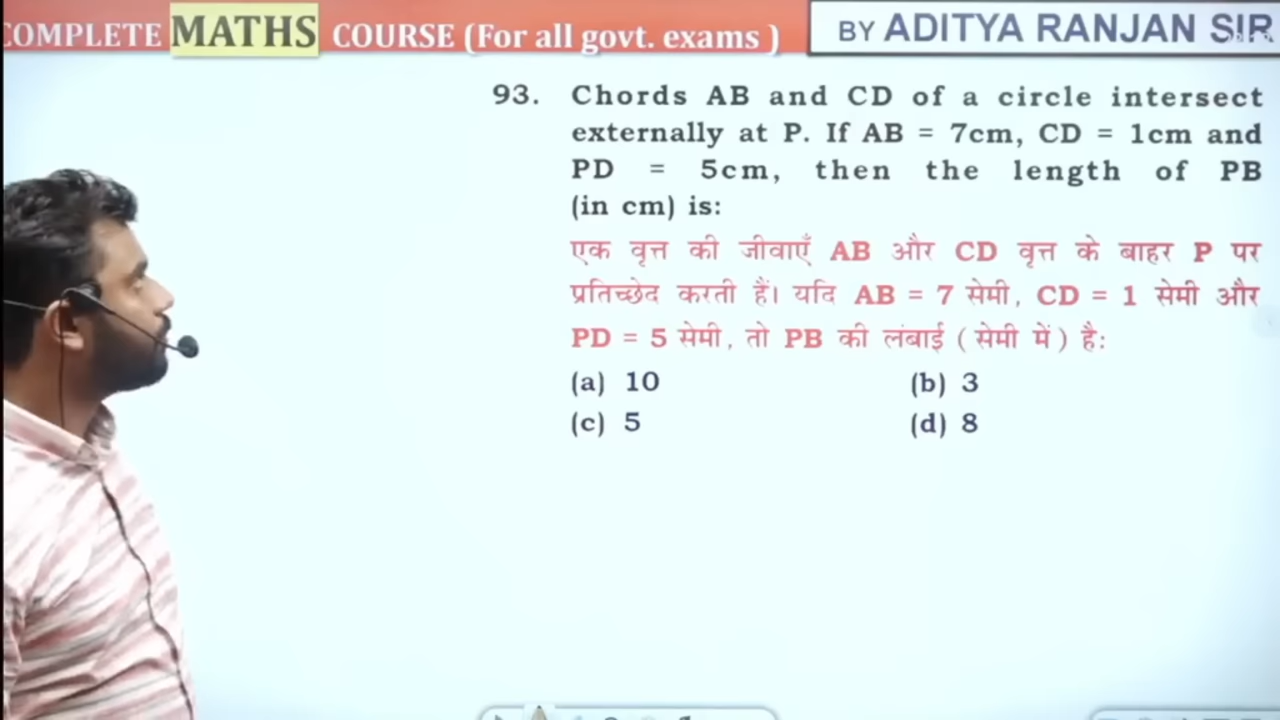 COMPLETE MATHS COURSE (For all govt. exams )
BY ADITYA RANJAN SIR
93. Chords AB and CD of a circle intersect
externally at P. If AB = 7cm, CD = 1cm and
PD = 5cm, then the length of PB
(in cm) is:
एक वृत्त की जीवाएँ AB और CD वृत्त के बाहर P पर
प्रतिच्छेद करती हैं। यदि AB = 7 सेमी, CD = 1 सेमी और
PD = 5 सेमी, तो PB की लंबाई ( सेमी में ) है:
(a) 10 (b) 3
(c) 5 (d) 8